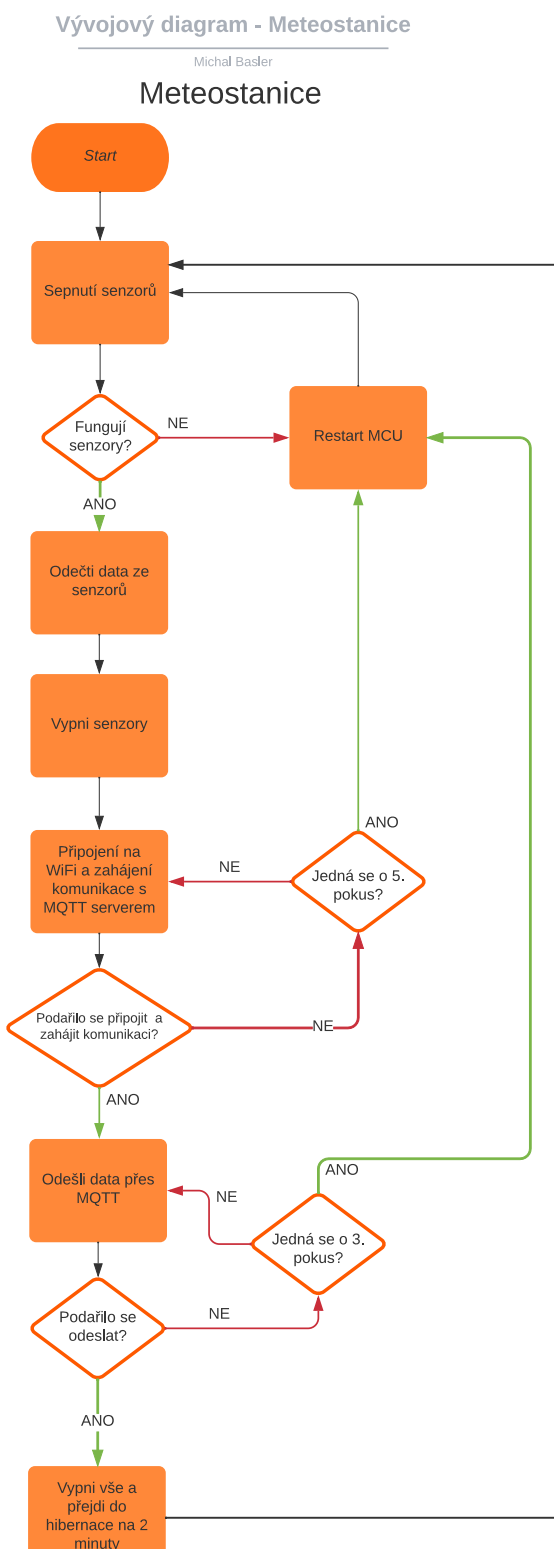 Vývojový diagram - Meteostanice
Michal Basler
Meteostanice
Start
Sepnutí senzorů
Fungují
senzory?
NE
Restart MCU
ANO
Odečti data ze
senzorů
Vypni senzory
Připojení na
WiFi a zahájení
komunikace s
MQTT serverem
NE
Jedná se o 5.
pokus?
ANO
Podařilo se připojit a
zahájit komunikaci?
NE
ANO
Odešli data přes
MQTT
NE
Jedná se o 3.
pokus?
ANO
Podařilo se
odeslat?
NE
ANO
Vypni vše a
přejdi do
hibernace na 2
minuty